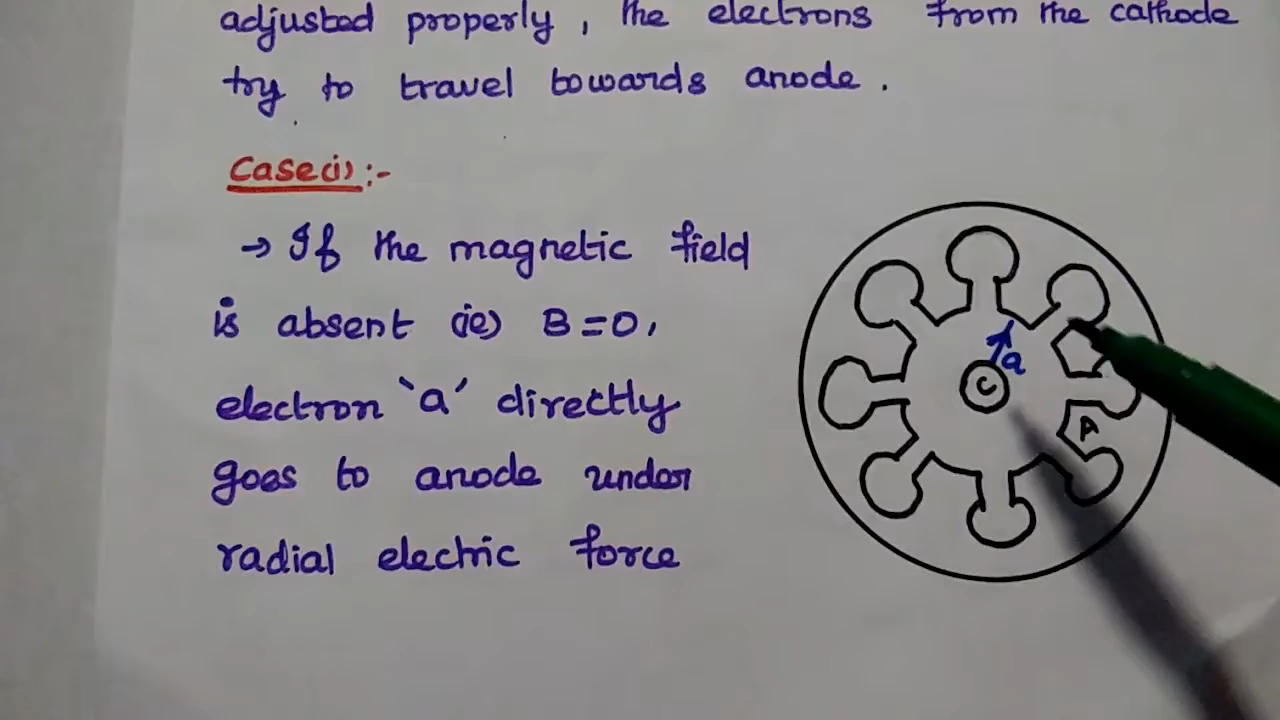 adjusted properly, the electrons from the cathode
try to travel towards anode.
Case(i):-
→ If the magnetic field
is absent (ie) B=0,
electron 'a' directly
goes to anode under
radial electric force
a
C
A